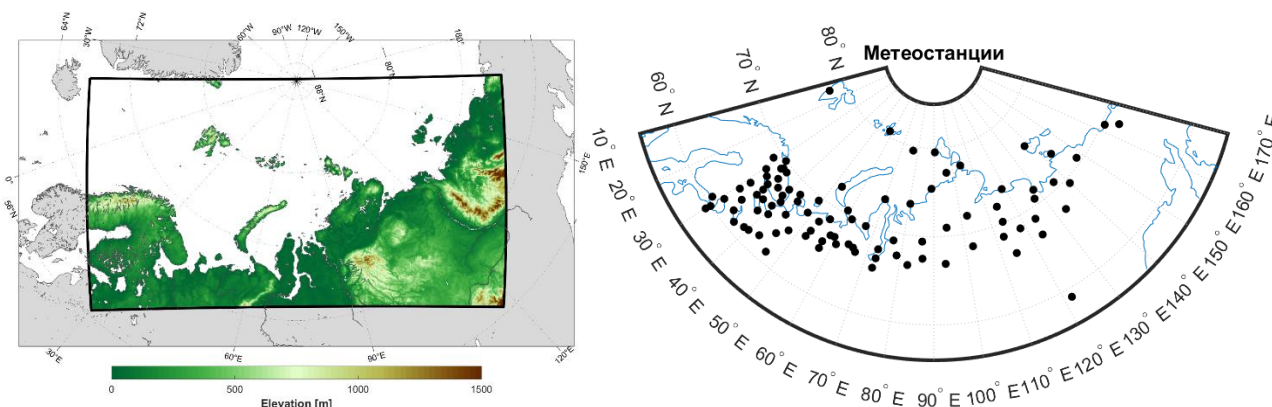 64°N
72°N
30°W
60°W
90°W
120°W
150°W
180°
80°N
88°N
0°
56°N
150°E
30°E
60°E
90°E
120°E
0
500
1000
1500
Elevation [m]
Метеостанции
60° N
70° N
80° N
10° E
20° E
30° E
40° E
50° E
60° E
70° E
80° E
90° E
100° E
110° E
120° E
130° E
140° E
150° E
160° E
170° E